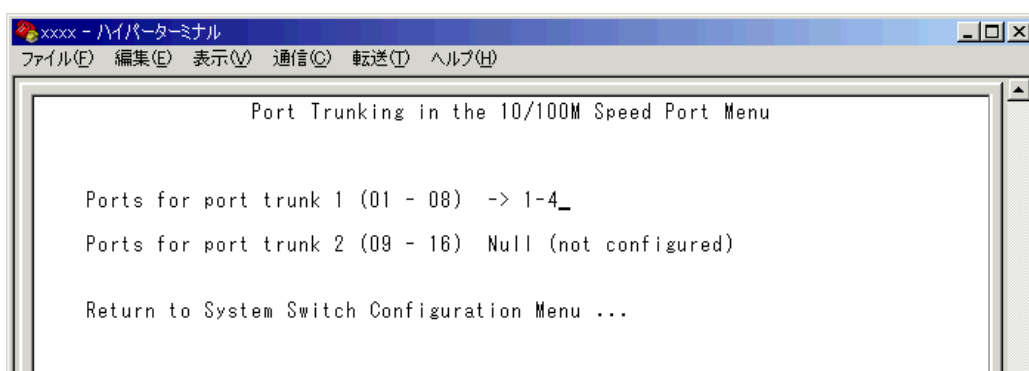 xxxx - ハイパーターミナル
ファイル(F) 編集(E) 表示(V) 通信(C) 転送(T) ヘルプ(H)
Port Trunking in the 10/100M Speed Port Menu
Ports for port trunk 1 (01 - 08) -> 1-4_
Ports for port trunk 2 (09 - 16) Null (not configured)
Return to System Switch Configuration Menu ...